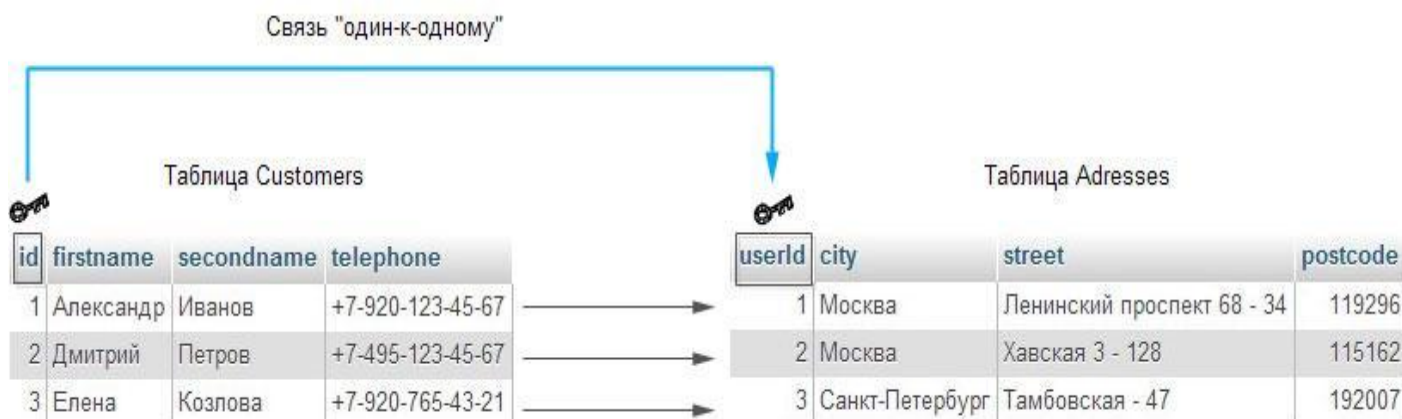 Связь "один-к-одному"
Таблица Customers
Таблица Adresses
id firstname secondname telephone
userId city street postcode
1 Александр Иванов +7-920-123-45-67
1 Москва Ленинский проспект 68 - 34 119296
2 Дмитрий Петров +7-495-123-45-67
2 Москва Хавская 3 - 128 115162
3 Елена Козлова +7-920-765-43-21
3 Санкт-Петербург Тамбовская - 47 192007